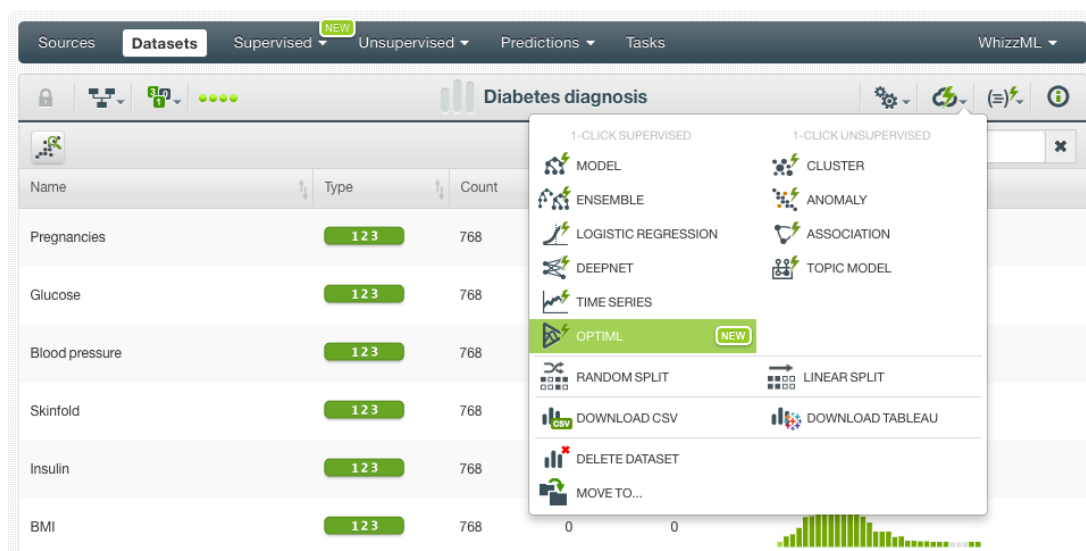 NEW
Sources Datasets Supervised Unsupervised Predictions Tasks WhizzML
Diabetes diagnosis
1-CLICK SUPERVISED 1-CLICK UNSUPERVISED
MODEL CLUSTER
Name Type Count
ENSEMBLE ANOMALY
Pregnancies 123 768
LOGISTIC REGRESSION ASSOCIATION
DEEPNET TOPIC MODEL
Glucose 123 768
TIME SERIES
OPTIML NEW
Blood pressure 123 768
RANDOM SPLIT LINEAR SPLIT
Skinfold 123 768
DOWNLOAD CSV DOWNLOAD TABLEAU
DELETE DATASET
Insulin 123 768
MOVE TO...
BMI 123 768 0 0